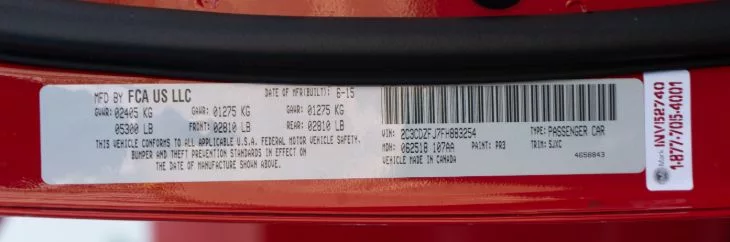 MFD BY FCA US LLC DATE OF MFR(BUILT): 6-15
GVWR: 02405 KG GAWR: 01275 KG GAWR: 01275 KG
05300 LB FRONT: 02810 LB REAR: 02810 LB
THIS VEHICLE CONFORMS TO ALL APPLICABLE U.S.A. FEDERAL MOTOR VEHICLE SAFETY,
BUMPER AND THEFT PREVENTION STANDARDS IN EFFECT ON
THE DATE OF MANUFACTURE SHOWN ABOVE.
VIN: 2C3CDZFJ7FH883254 TYPE: PASSENGER CAR
MDH: 062518 107AA PAINT: PR3 TRIM: SJXC
VEHICLE MADE IN CANADA 4658843
INV52740
1-877-705-4001